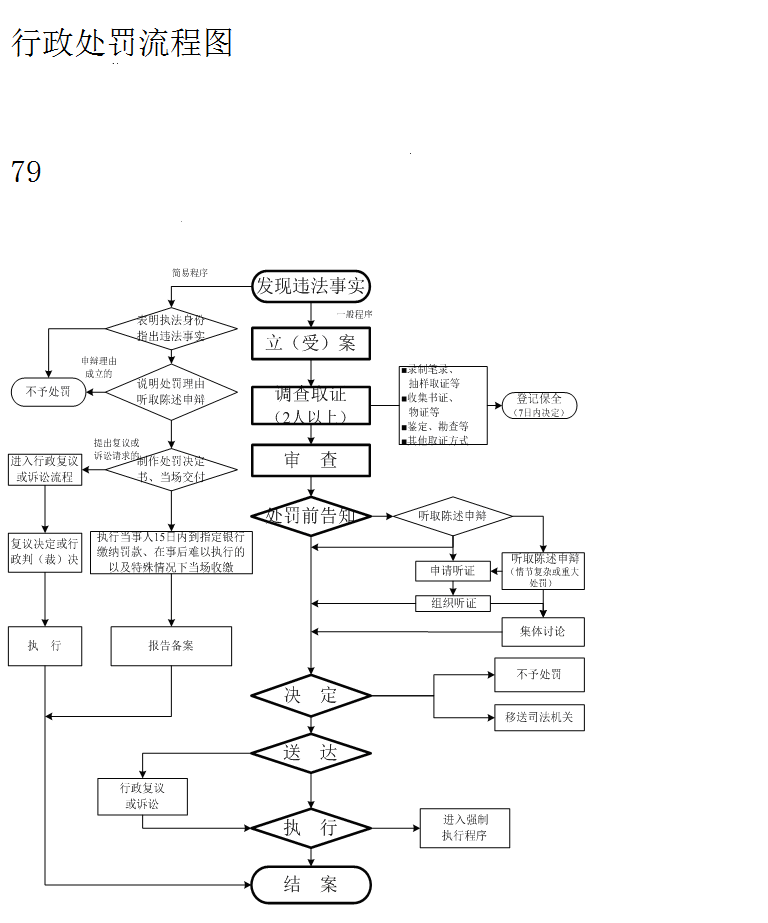 行政处罚流程图
79
简易程序
发现违法事实
一般程序
表明执法身份
指出违法事实
立（受）案
申辩理由
成立的
不予处罚
说明处罚理由
听取陈述申辩
调查取证
（2人以上）
■录制笔录、
抽样取证等
■收集书证、
物证等
■鉴定、勘查等
■其他取证方式
登记保全
（7日内决定）
提出复议或
诉讼请求的
进入行政复议
或诉讼流程
制作处罚决定
书、当场交付
审 查
处罚前告知
听取陈述申辩
复议决定或行
政判（裁）决
执行当事人15日内到指定银行
缴纳罚款、在事后难以执行的
以及特殊情况下当场收缴
申请听证
听取陈述申辩
（情节复杂或重大
处罚）
组织听证
集体讨论
执 行
报告备案
决 定
不予处罚
移送司法机关
送 达
行政复议
或诉讼
执 行
进入强制
执行程序
结 案